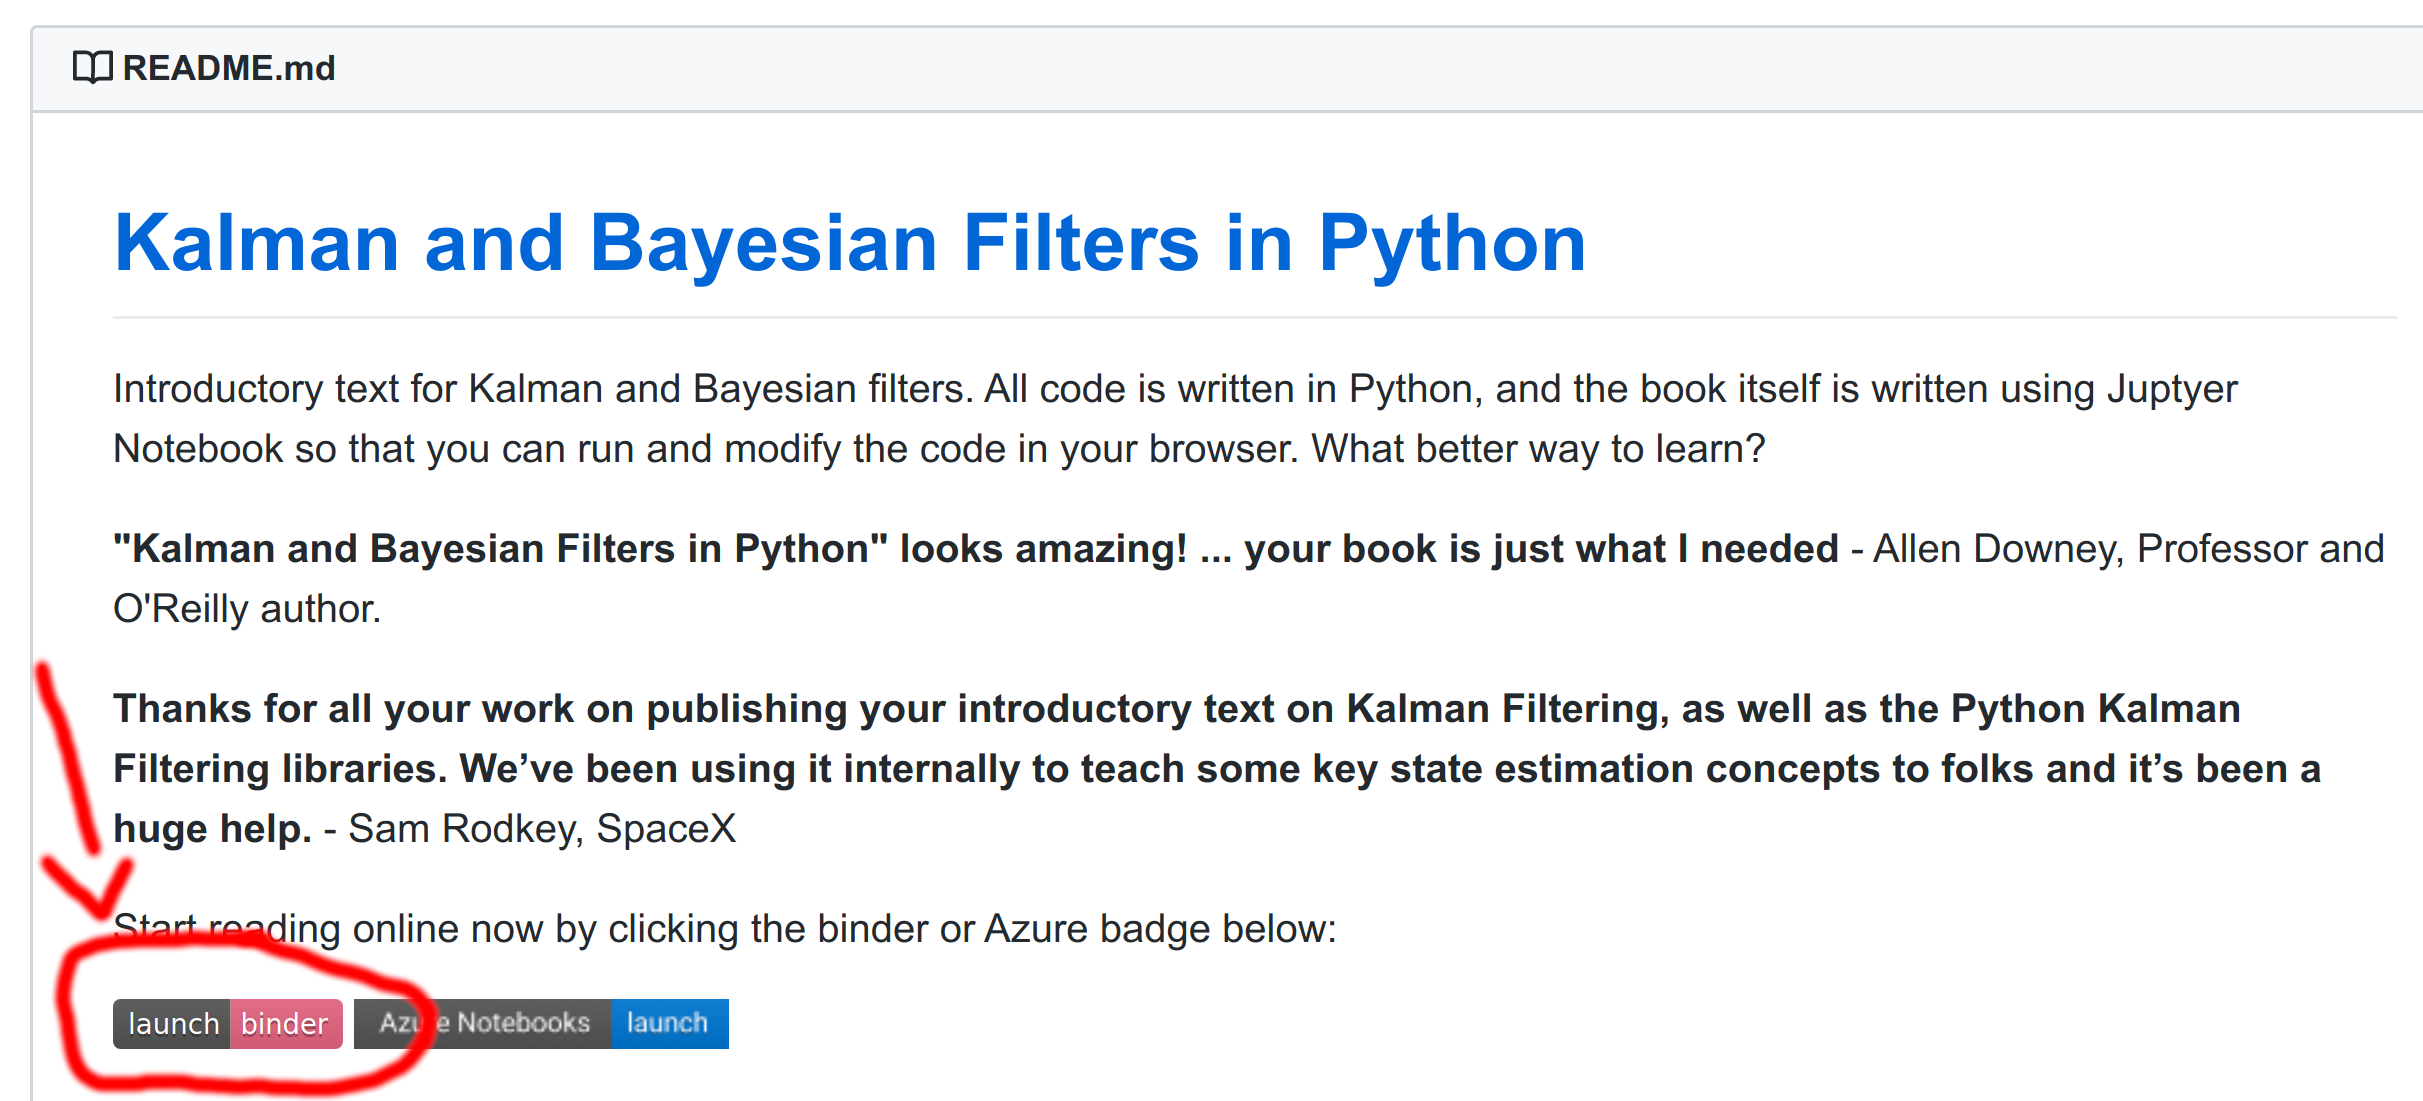 README.md
Kalman and Bayesian Filters in Python
Introductory text for Kalman and Bayesian filters. All code is written in Python, and the book itself is written using Juptyer
Notebook so that you can run and modify the code in your browser. What better way to learn?
"Kalman and Bayesian Filters in Python" looks amazing! ... your book is just what I needed - Allen Downey, Professor and
O'Reilly author.
Thanks for all your work on publishing your introductory text on Kalman Filtering, as well as the Python Kalman
Filtering libraries. We’ve been using it internally to teach some key state estimation concepts to folks and it’s been a
huge help. - Sam Rodkey, SpaceX
Start reading online now by clicking the binder or Azure badge below:
launch binder Azure Notebooks launch